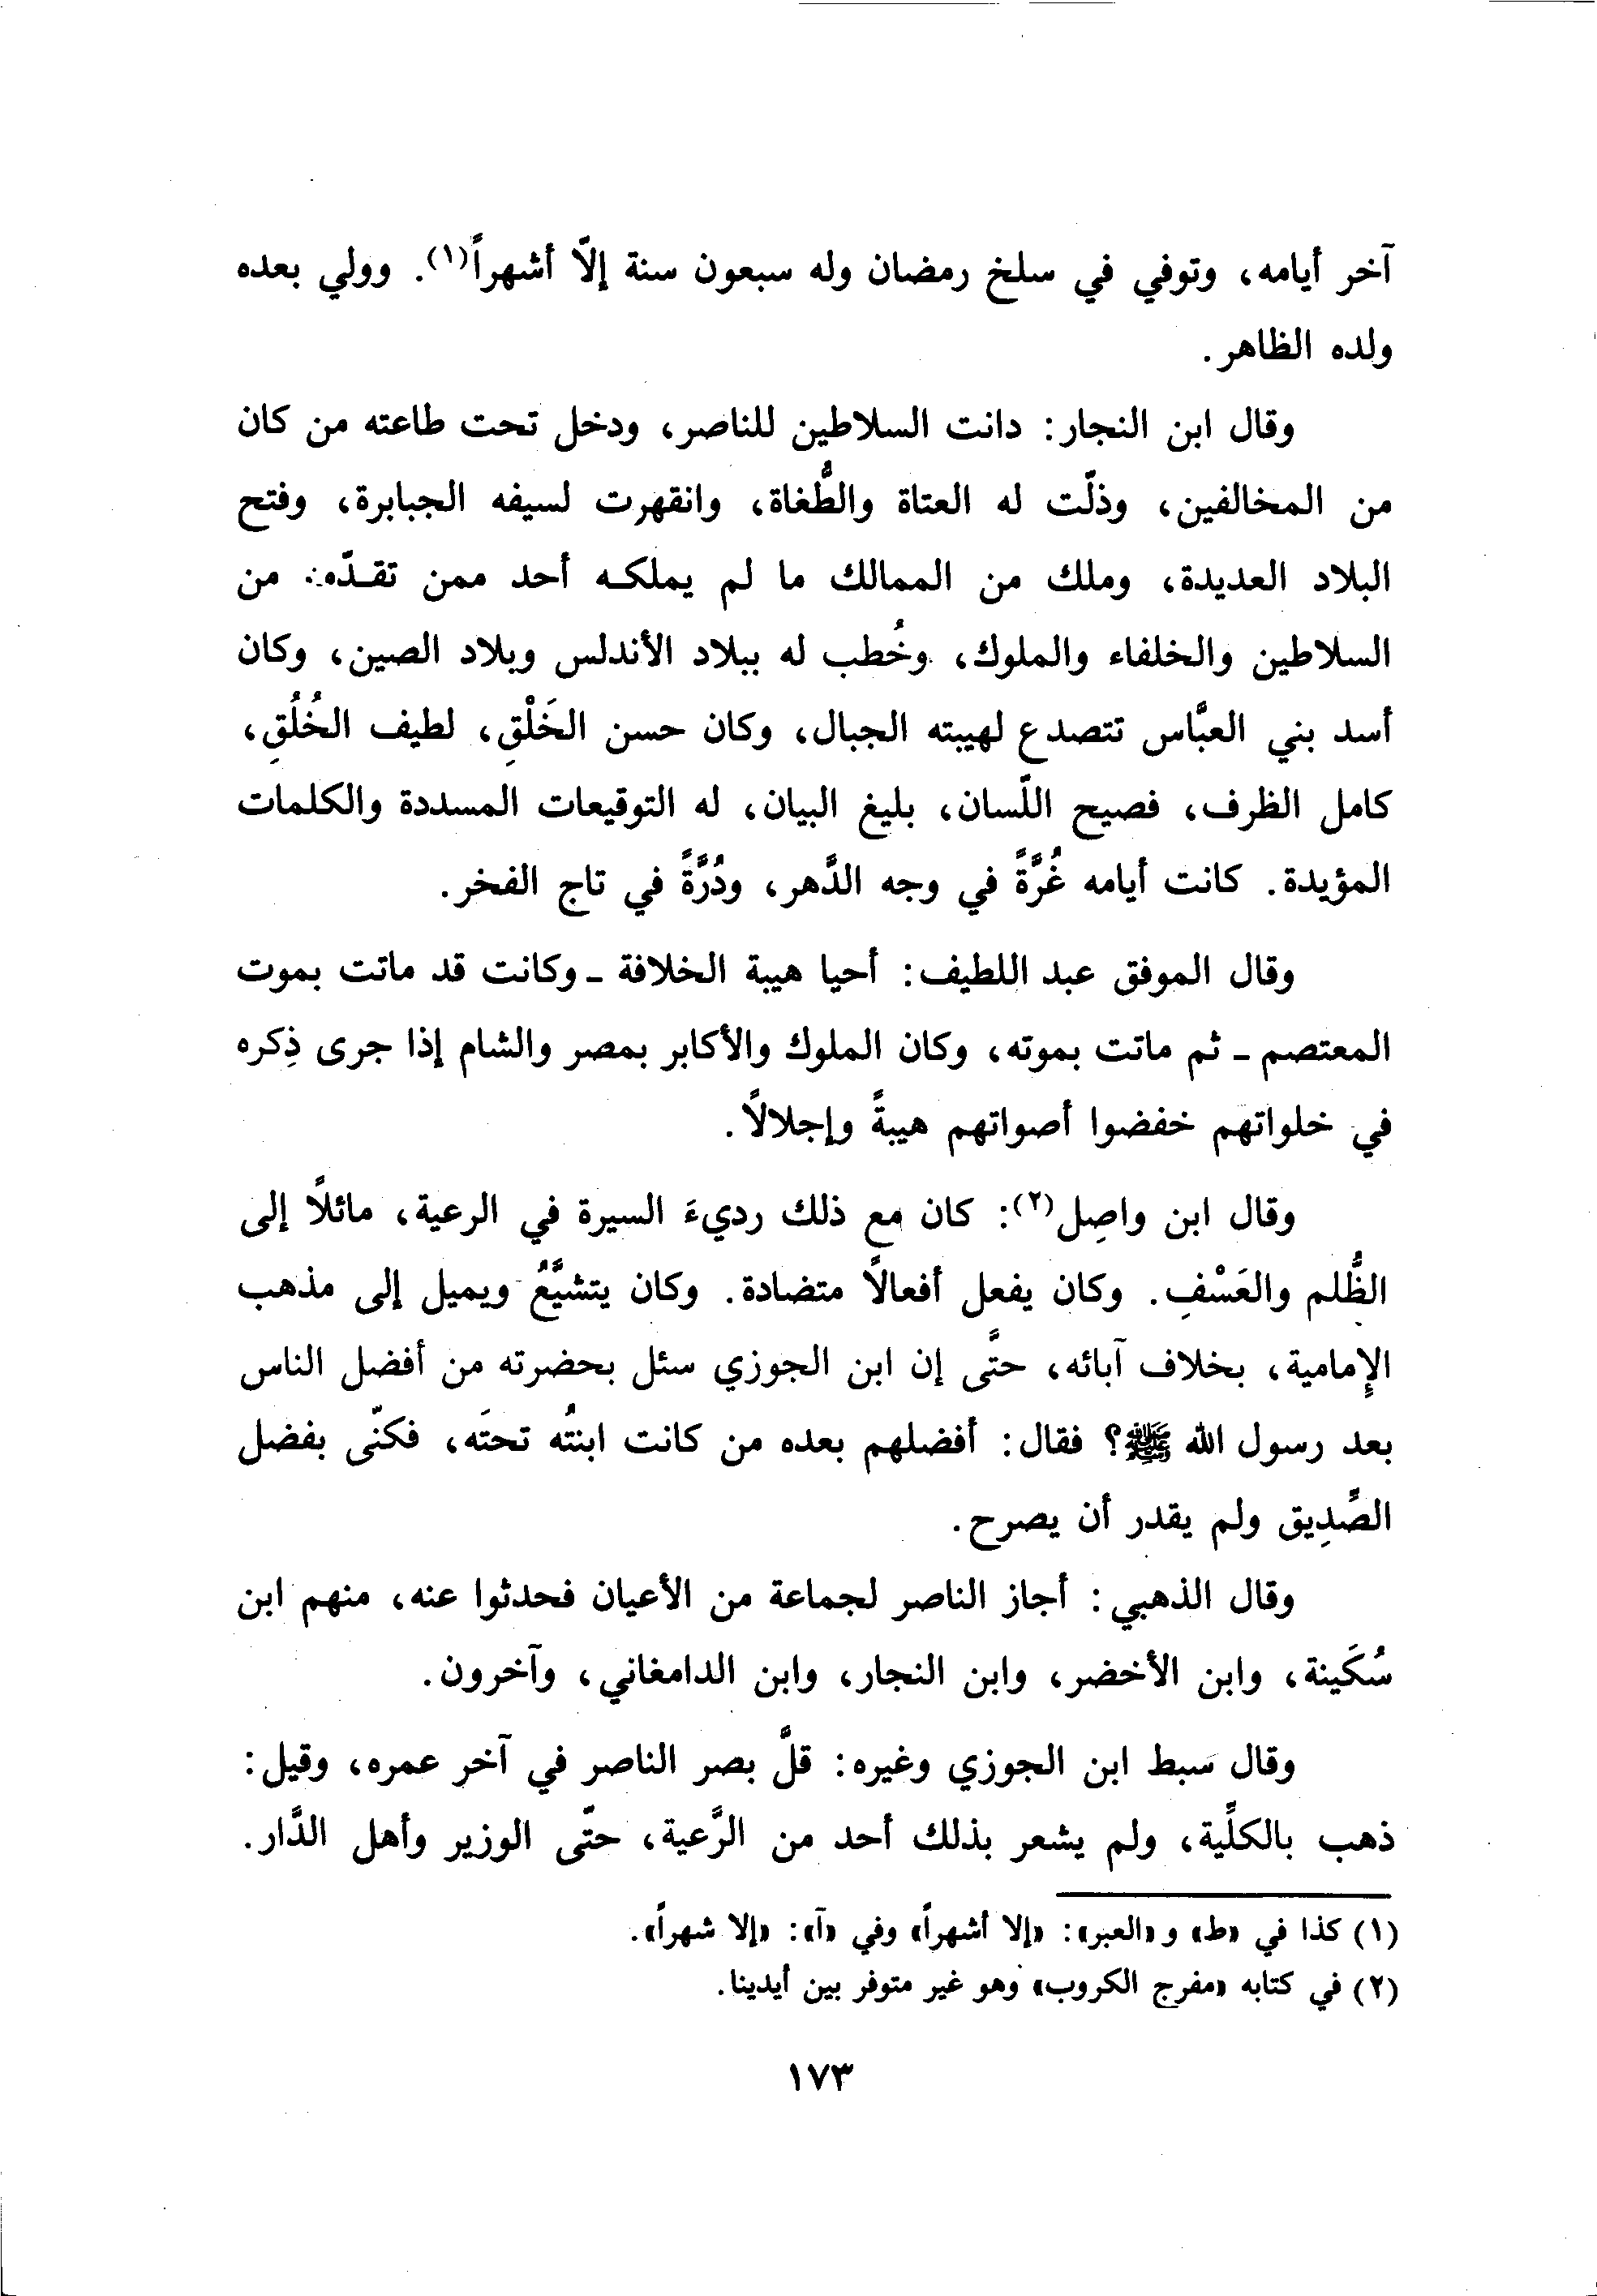 آخر أيامه، وتوفي في سلخ رمضان وله سبعون سنة إلّا أشهراً(١). وولي بعده
ولده الظاهر.
وقال ابن النجار: دانت السلاطين للناصر، ودخل تحت طاعته من كان
من المخالفين، وذلّت له العتاة والطُّغاة، وانقهرت لسيفه الجبابرة، وفتح
البلاد العديدة، وملك من الممالك ما لم يملكه أحد ممن تقدّمه من
السلاطين والخلفاء والملوك، وخُطب له ببلاد الأندلس وبلاد الصين، وكان
أسد بني العبَّاس تتصدع لهيبته الجبال، وكان حسن الخَلْقِ، لطيف الخُلُقِ،
كامل الظرف، فصيح اللّسان، بليغ البيان، له التوقيعات المسددة والكلمات
المؤيدة. كانت أيامه غُرَّةً في وجه الدَّهر، ودُرَّةً في تاج الفخر.
وقال الموفق عبد اللطيف: أحيا هيبة الخلافة - وكانت قد ماتت بموت
المعتصم - ثم ماتت بموته، وكان الملوك والأكابر بمصر والشام إذا جرى ذِكره
في خلواتهم خفضوا أصواتهم هيبةً وإجلالاً.
وقال ابن واصِل(٢): كان مع ذلك رديءَ السيرة في الرعية، مائلاً إلى
الظُّلم والعَسْفِ. وكان يفعل أفعالاً متضادة. وكان يتشيَّعُ ويميل إلى مذهب
الإمامية، بخلاف آبائه، حتَّى إن ابن الجوزي سئل بحضرته من أفضل الناس
بعد رسول الله ﷺ؟ فقال: أفضلهم بعده من كانت ابنتُه تحتَه، فكنّى بفضل
الصِّدِيق ولم يقدر أن يصرح.
وقال الذهبي: أجاز الناصر لجماعة من الأعيان فحدثوا عنه، منهم ابن
سُكَينة، وابن الأخضر، وابن النجار، وابن الدامغاني، وآخرون.
وقال سبط ابن الجوزي وغيره: قلَّ بصر الناصر في آخر عمره، وقيل:
ذهب بالكلِّية، ولم يشعر بذلك أحد من الرَّعية، حتّى الوزير وأهل الدَّار.
(١) كذا في «ط» و «العبر»: «إلا أشهراً» وفي «آ»: «إلا شهراً».
(٢) في كتابه «مفرج الكروب» وهو غير متوفر بين أيدينا.
١٧٣